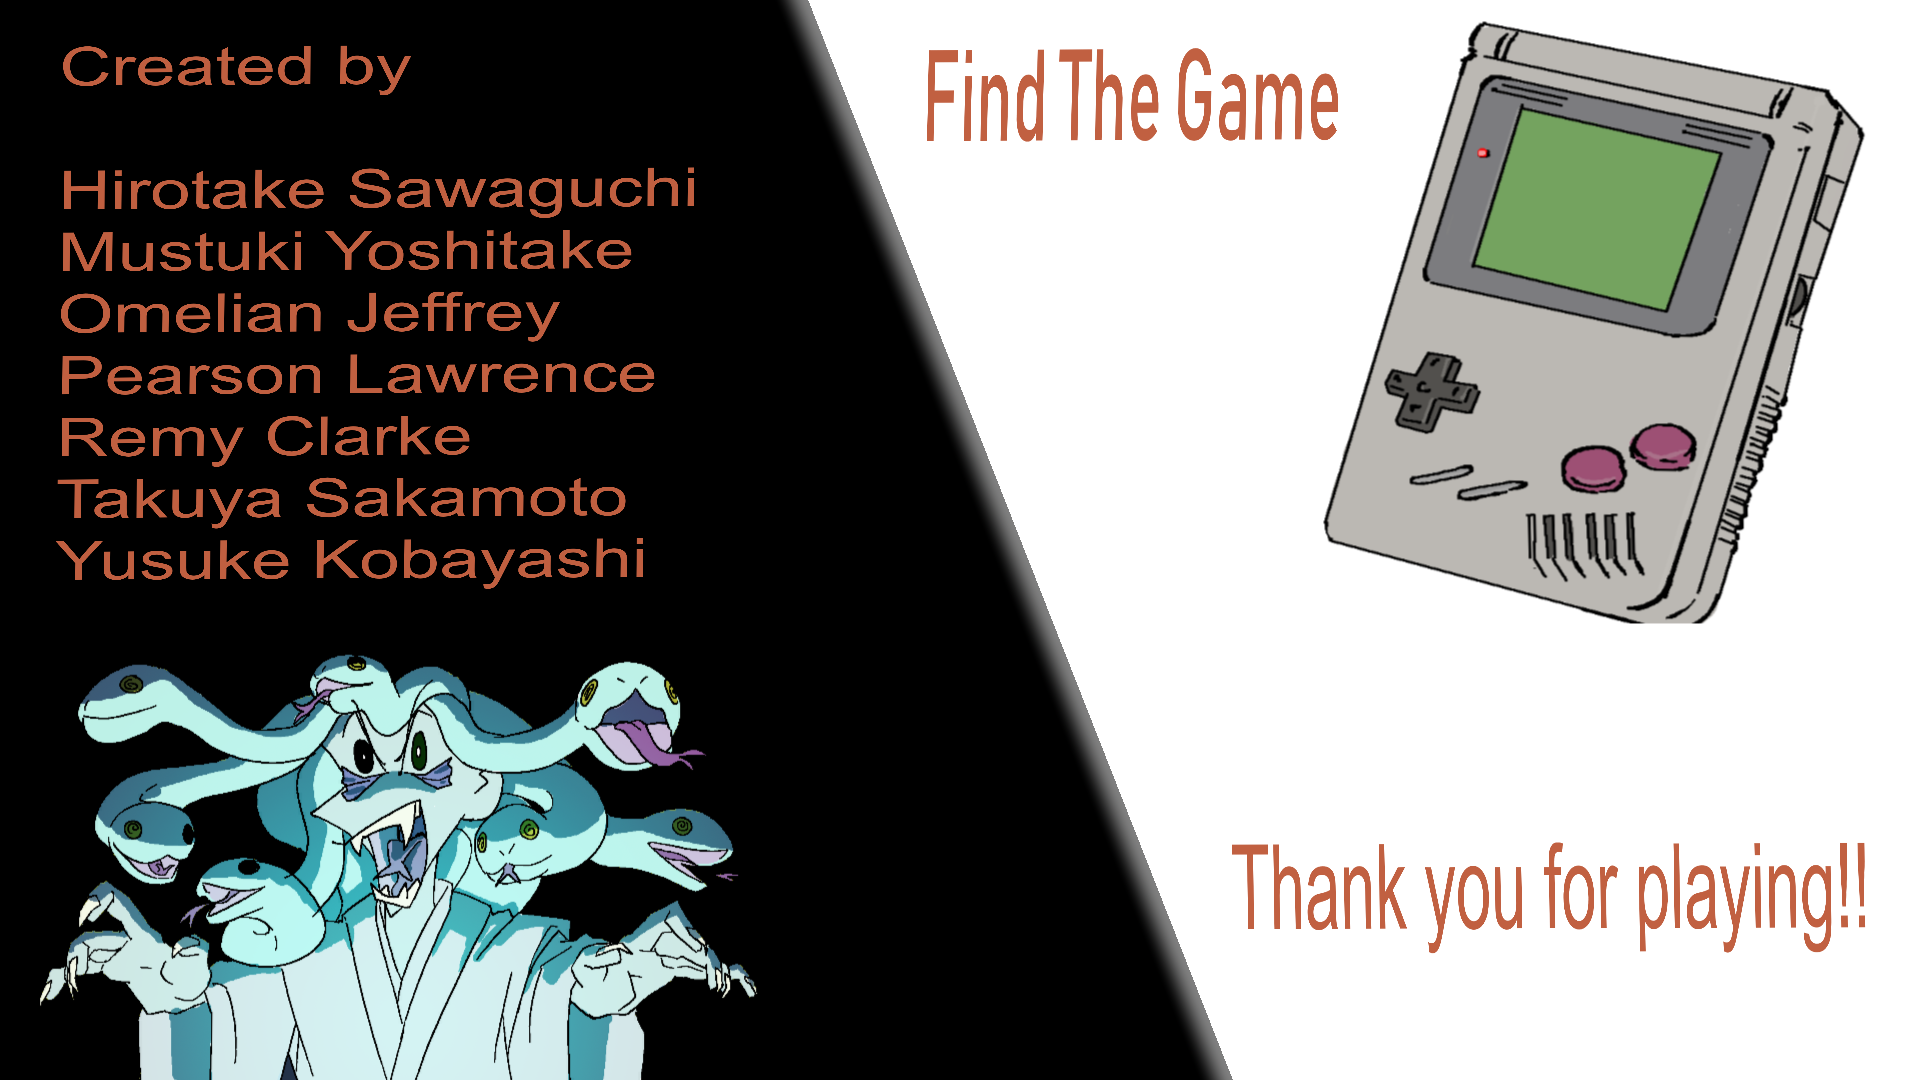 Created by
Hirotake Sawaguchi
Mustuki Yoshitake
Omelian Jeffrey
Pearson Lawrence
Remy Clarke
Takuya Sakamoto
Yusuke Kobayashi
Find The Game
Thank you for playing!!